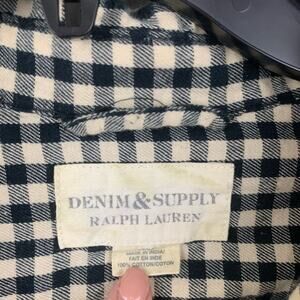 DENIM & SUPPLY
RALPH LAUREN
MADE IN INDIA/
FAIT EN INDE
100% COTTON/COTON